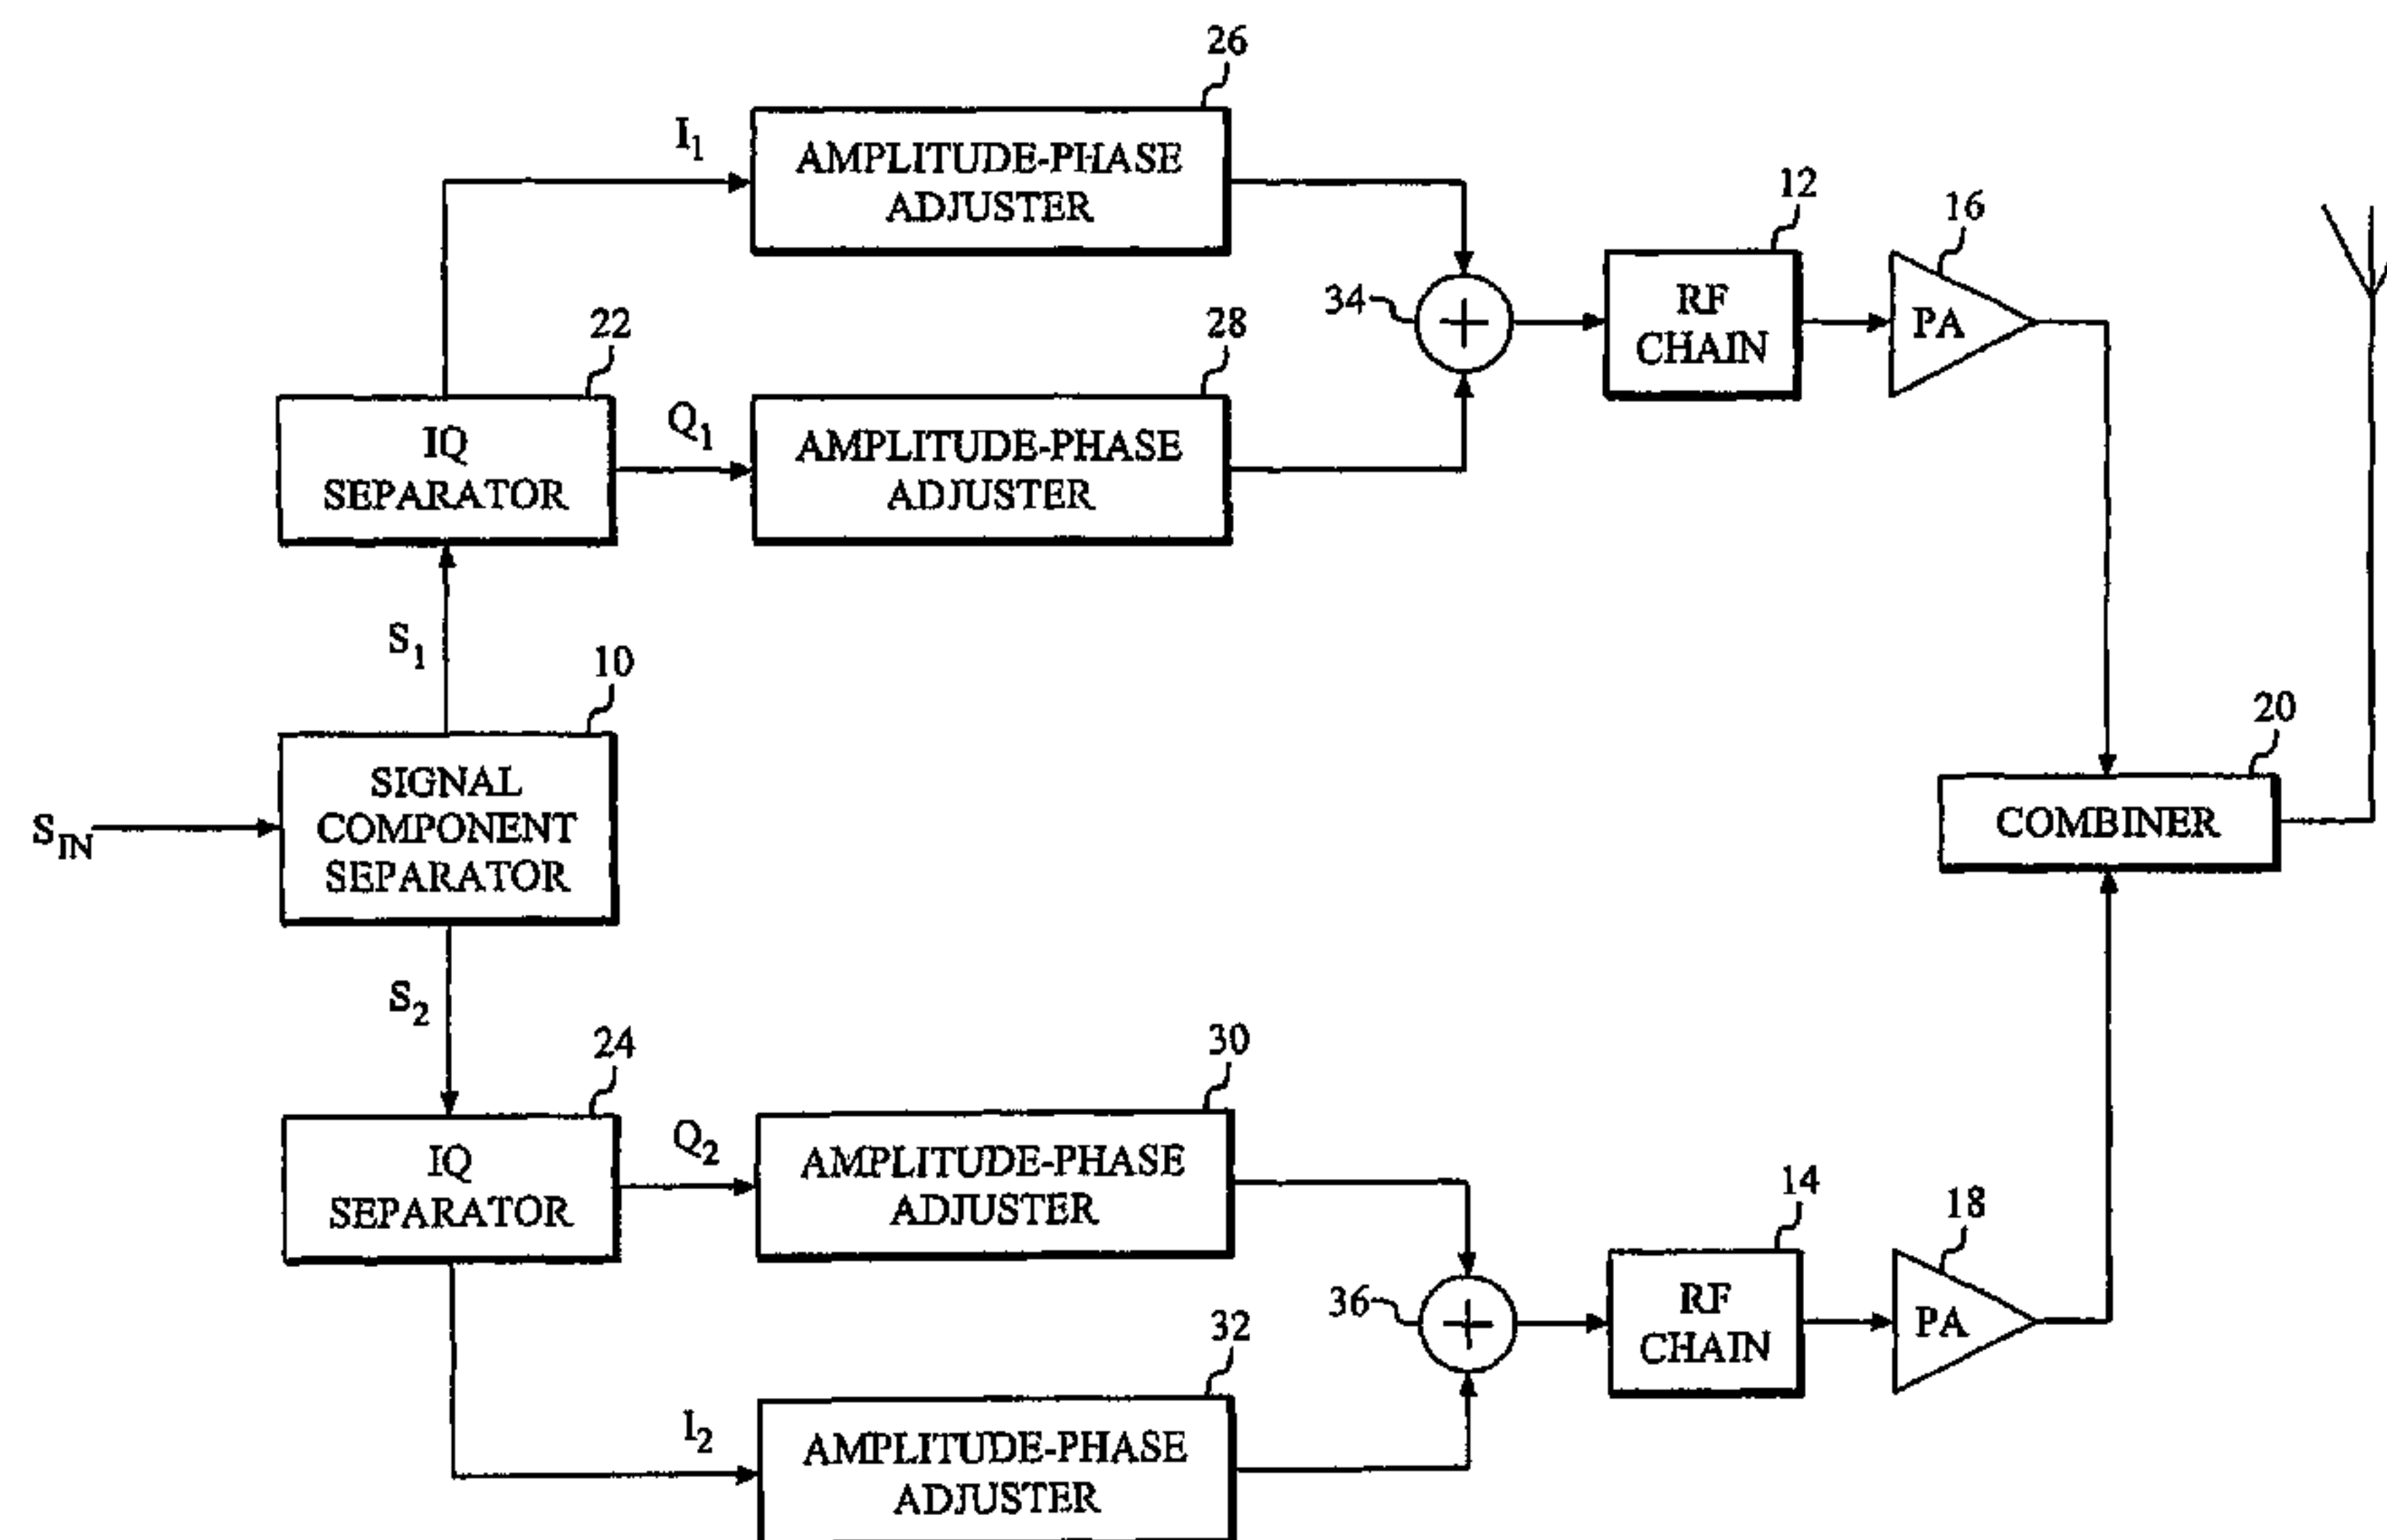 26
I1
AMPLITUDE-PHASE
ADJUSTER
12
RF
CHAIN
16
PA
34
+
22
IQ
SEPARATOR
Q1
28
AMPLITUDE-PHASE
ADJUSTER
S1
10
SIGNAL
COMPONENT
SEPARATOR
SIN
20
COMBINER
S2
24
IQ
SEPARATOR
Q2
30
AMPLITUDE-PHASE
ADJUSTER
36
+
14
RF
CHAIN
18
PA
I2
32
AMPLITUDE-PHASE
ADJUSTER